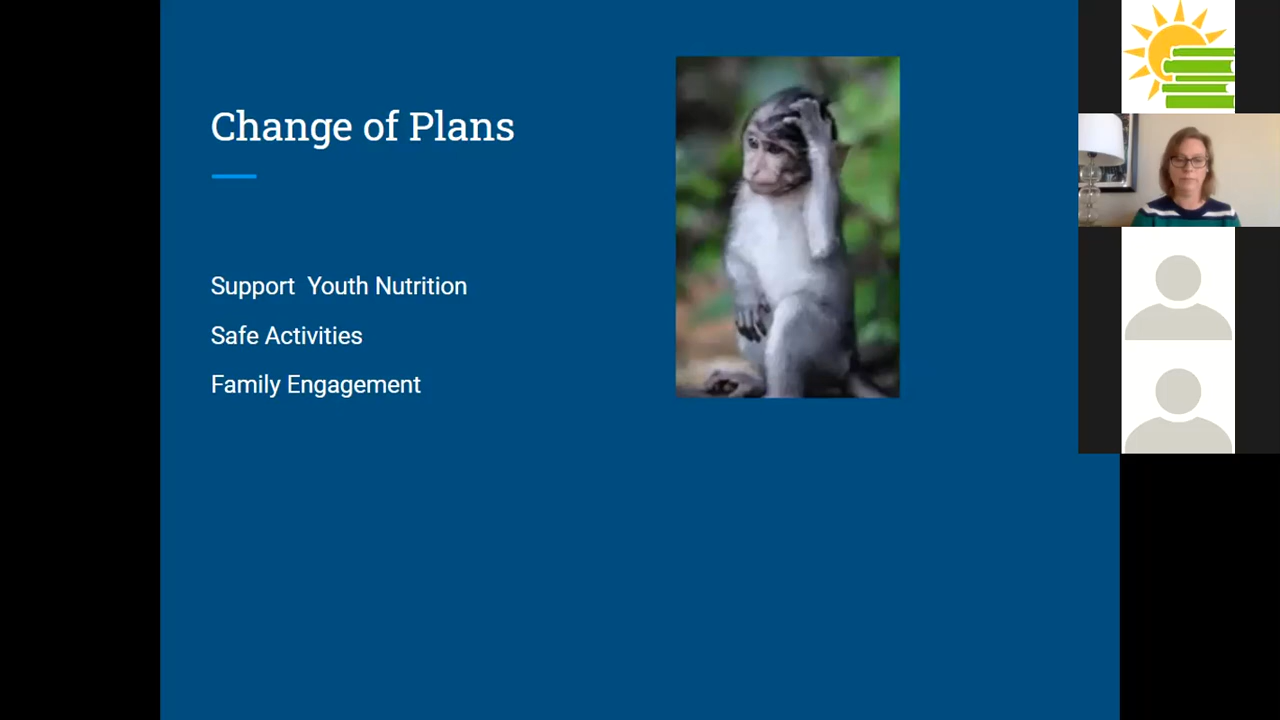 Change of Plans
Support  Youth Nutrition
Safe Activities
Family Engagement